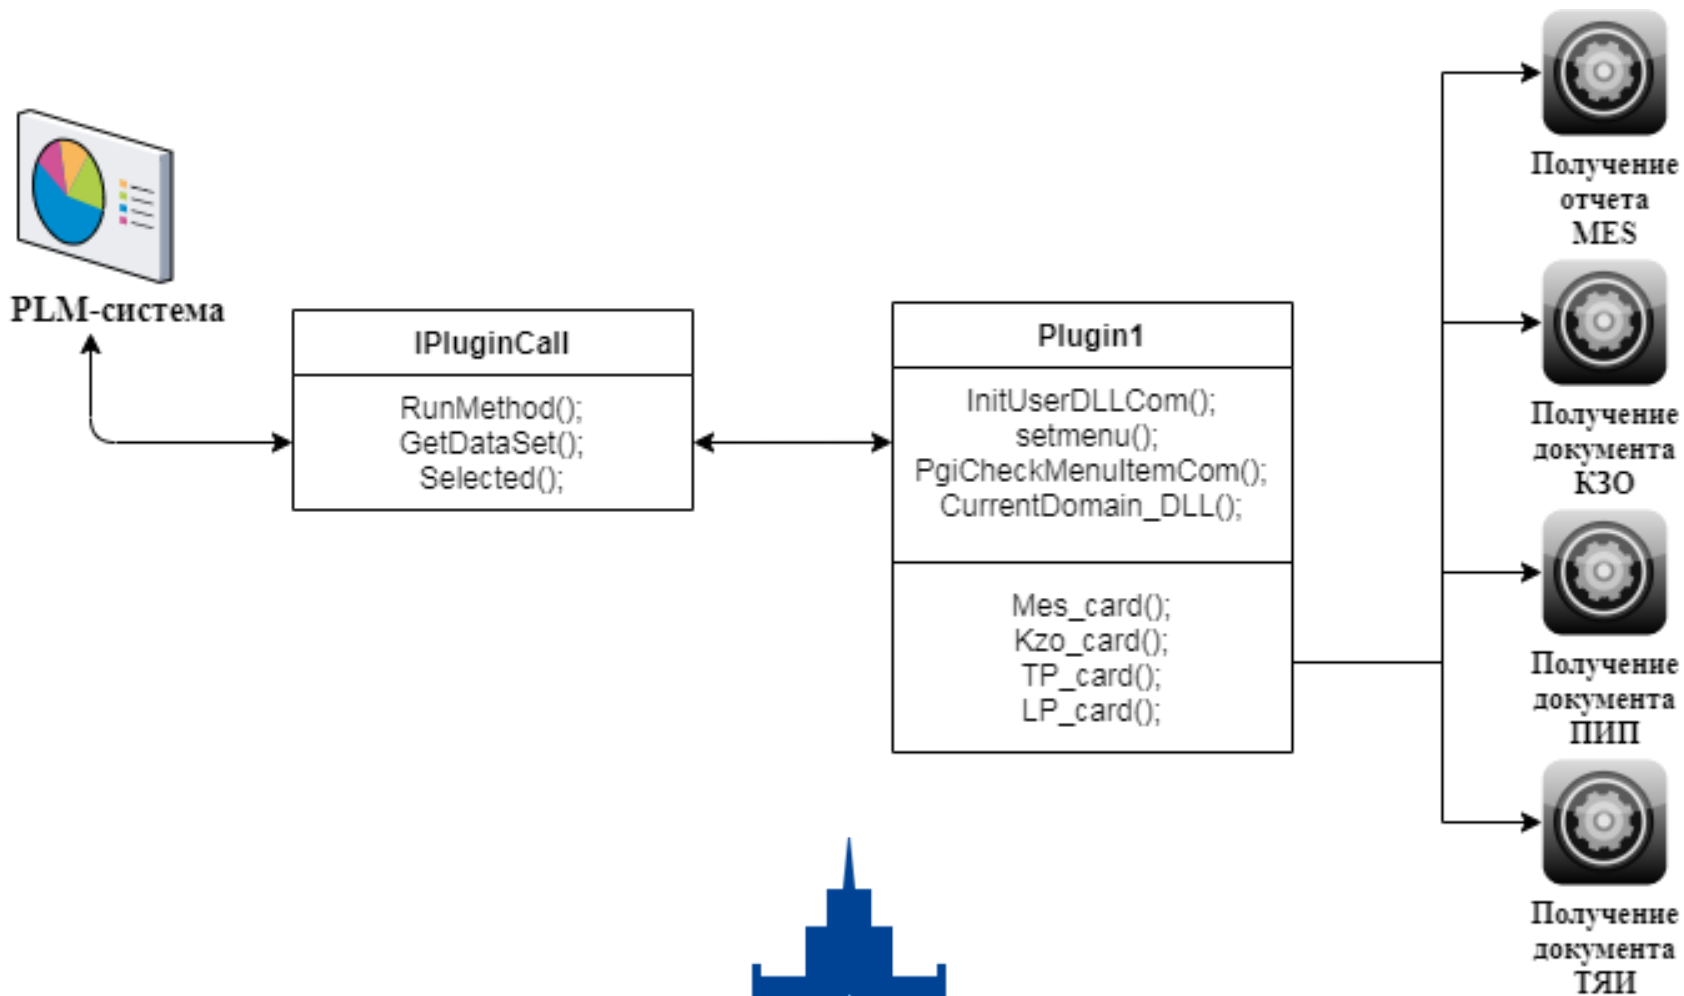 PLM-система
IPluginCall
RunMethod();
GetDataSet();
Selected();
Plugin1
InitUserDLLCom();
setmenu();
PgiCheckMenuItemCom();
CurrentDomain_DLL();
Mes_card();
Kzo_card();
TP_card();
LP_card();
Получение
отчета
MES
Получение
документа
КЗО
Получение
документа
ПИП
Получение
документа
ТЯИ